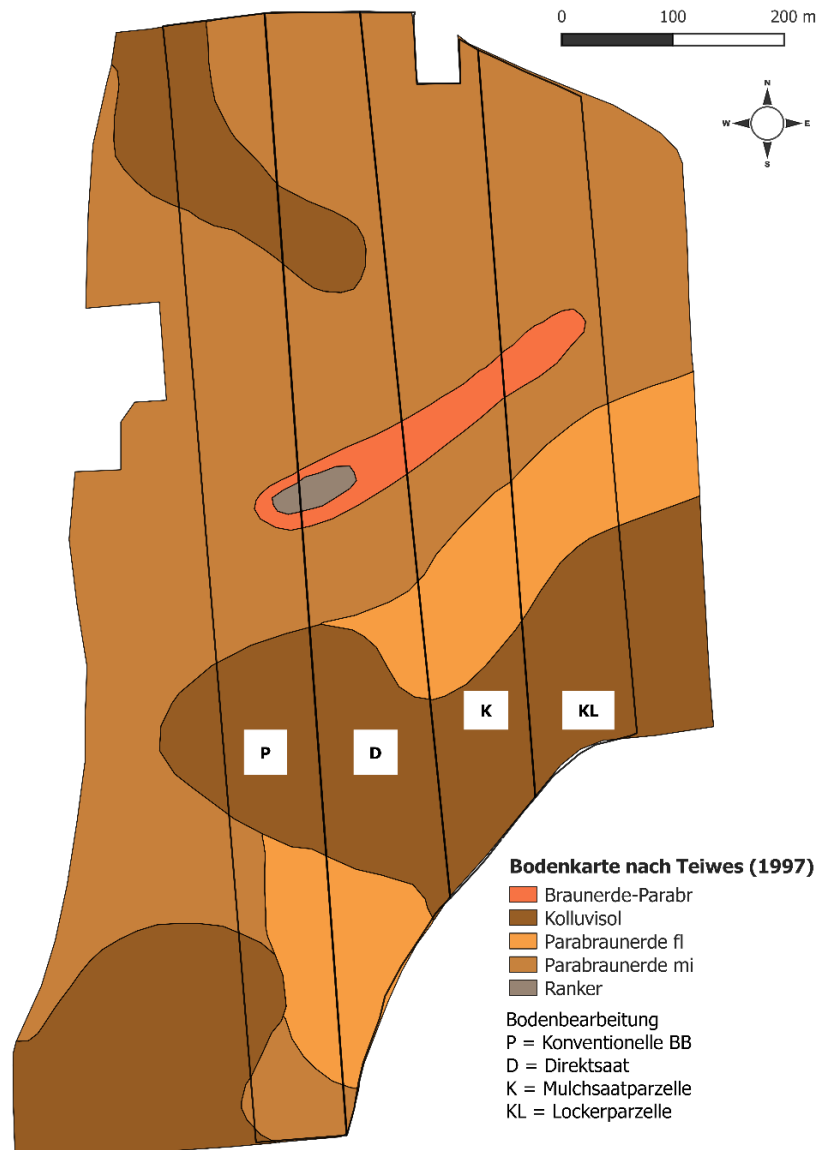 0 100 200 m
N
W E
S
K KL
P D
Bodenkarte nach Teiwes (1997)
Braunerde-Parabr
Kolluvisol
Parabraunerde fl
Parabraunerde mi
Ranker
Bodenbearbeitung
P = Konventionelle BB
D = Direktsaat
K = Mulchsaatparzelle
KL = Lockerparzelle